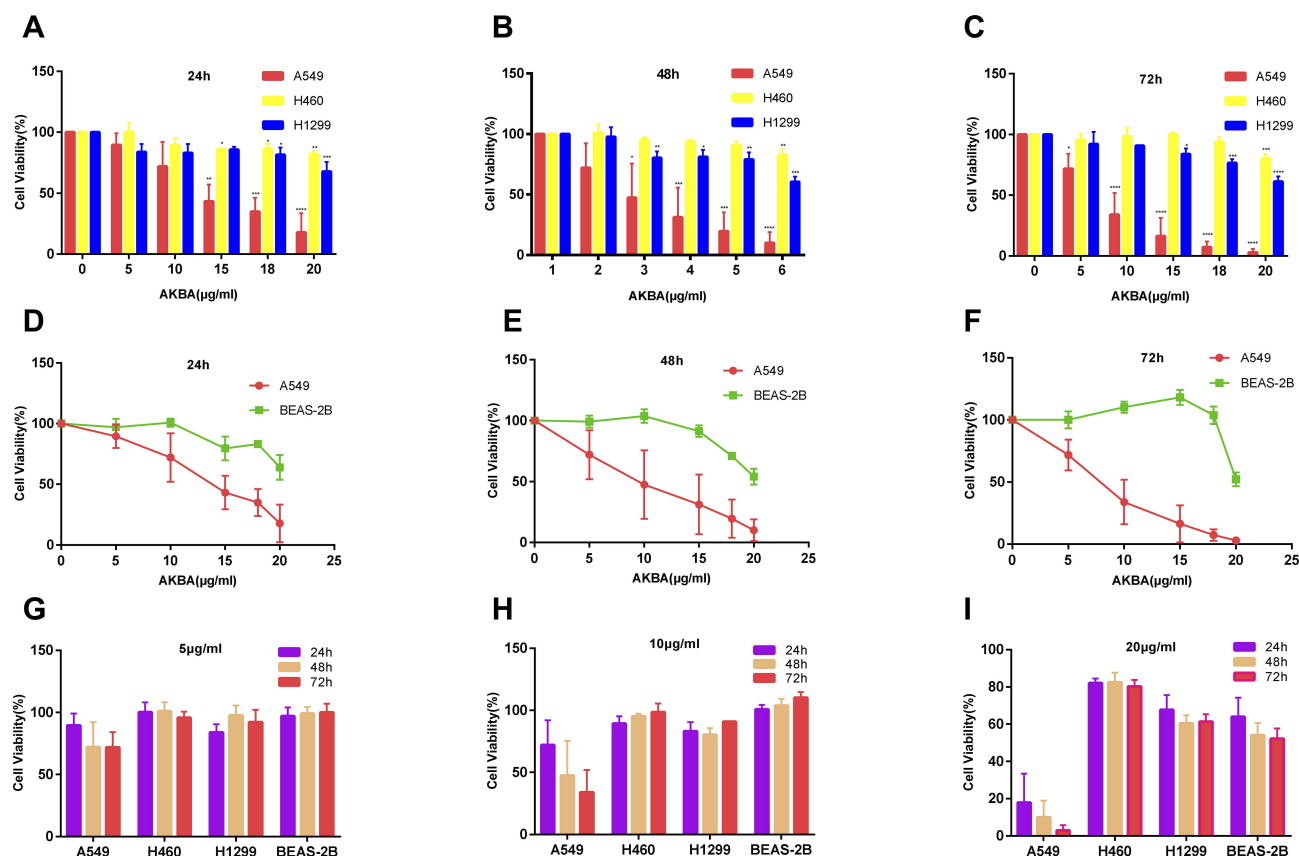 A
24h
A549
H460
H1299
Cell Viability(%)
150
100
50
0
* * * ** ***
** *** ****
0 5 10 15 18 20
AKBA(μg/ml)
B
48h
A549
H460
H1299
Cell Viability(%)
150
100
50
0
** * ** ** ***
* *** *** ****
1 2 3 4 5 6
AKBA(μg/ml)
C
72h
A549
H460
H1299
Cell Viability(%)
150
100
50
0
* * *** *** ****
**** **** **** ****
0 5 10 15 18 20
AKBA(μg/ml)
D
24h
A549
BEAS-2B
Cell Viability(%)
150
100
50
0
0 5 10 15 20 25
AKBA(μg/ml)
E
48h
A549
BEAS-2B
Cell Viability(%)
150
100
50
0
0 5 10 15 20 25
AKBA(μg/ml)
F
72h
A549
BEAS-2B
Cell Viability(%)
150
100
50
0
0 5 10 15 20 25
AKBA(μg/ml)
G
5μg/ml
24h
48h
72h
Cell Viability(%)
150
100
50
0
A549 H460 H1299 BEAS-2B
H
10μg/ml
24h
48h
72h
Cell Viability(%)
150
100
50
0
A549 H460 H1299 BEAS-2B
I
20μg/ml
24h
48h
72h
Cell Viability(%)
100
80
60
40
20
0
A549 H460 H1299 BEAS-2B